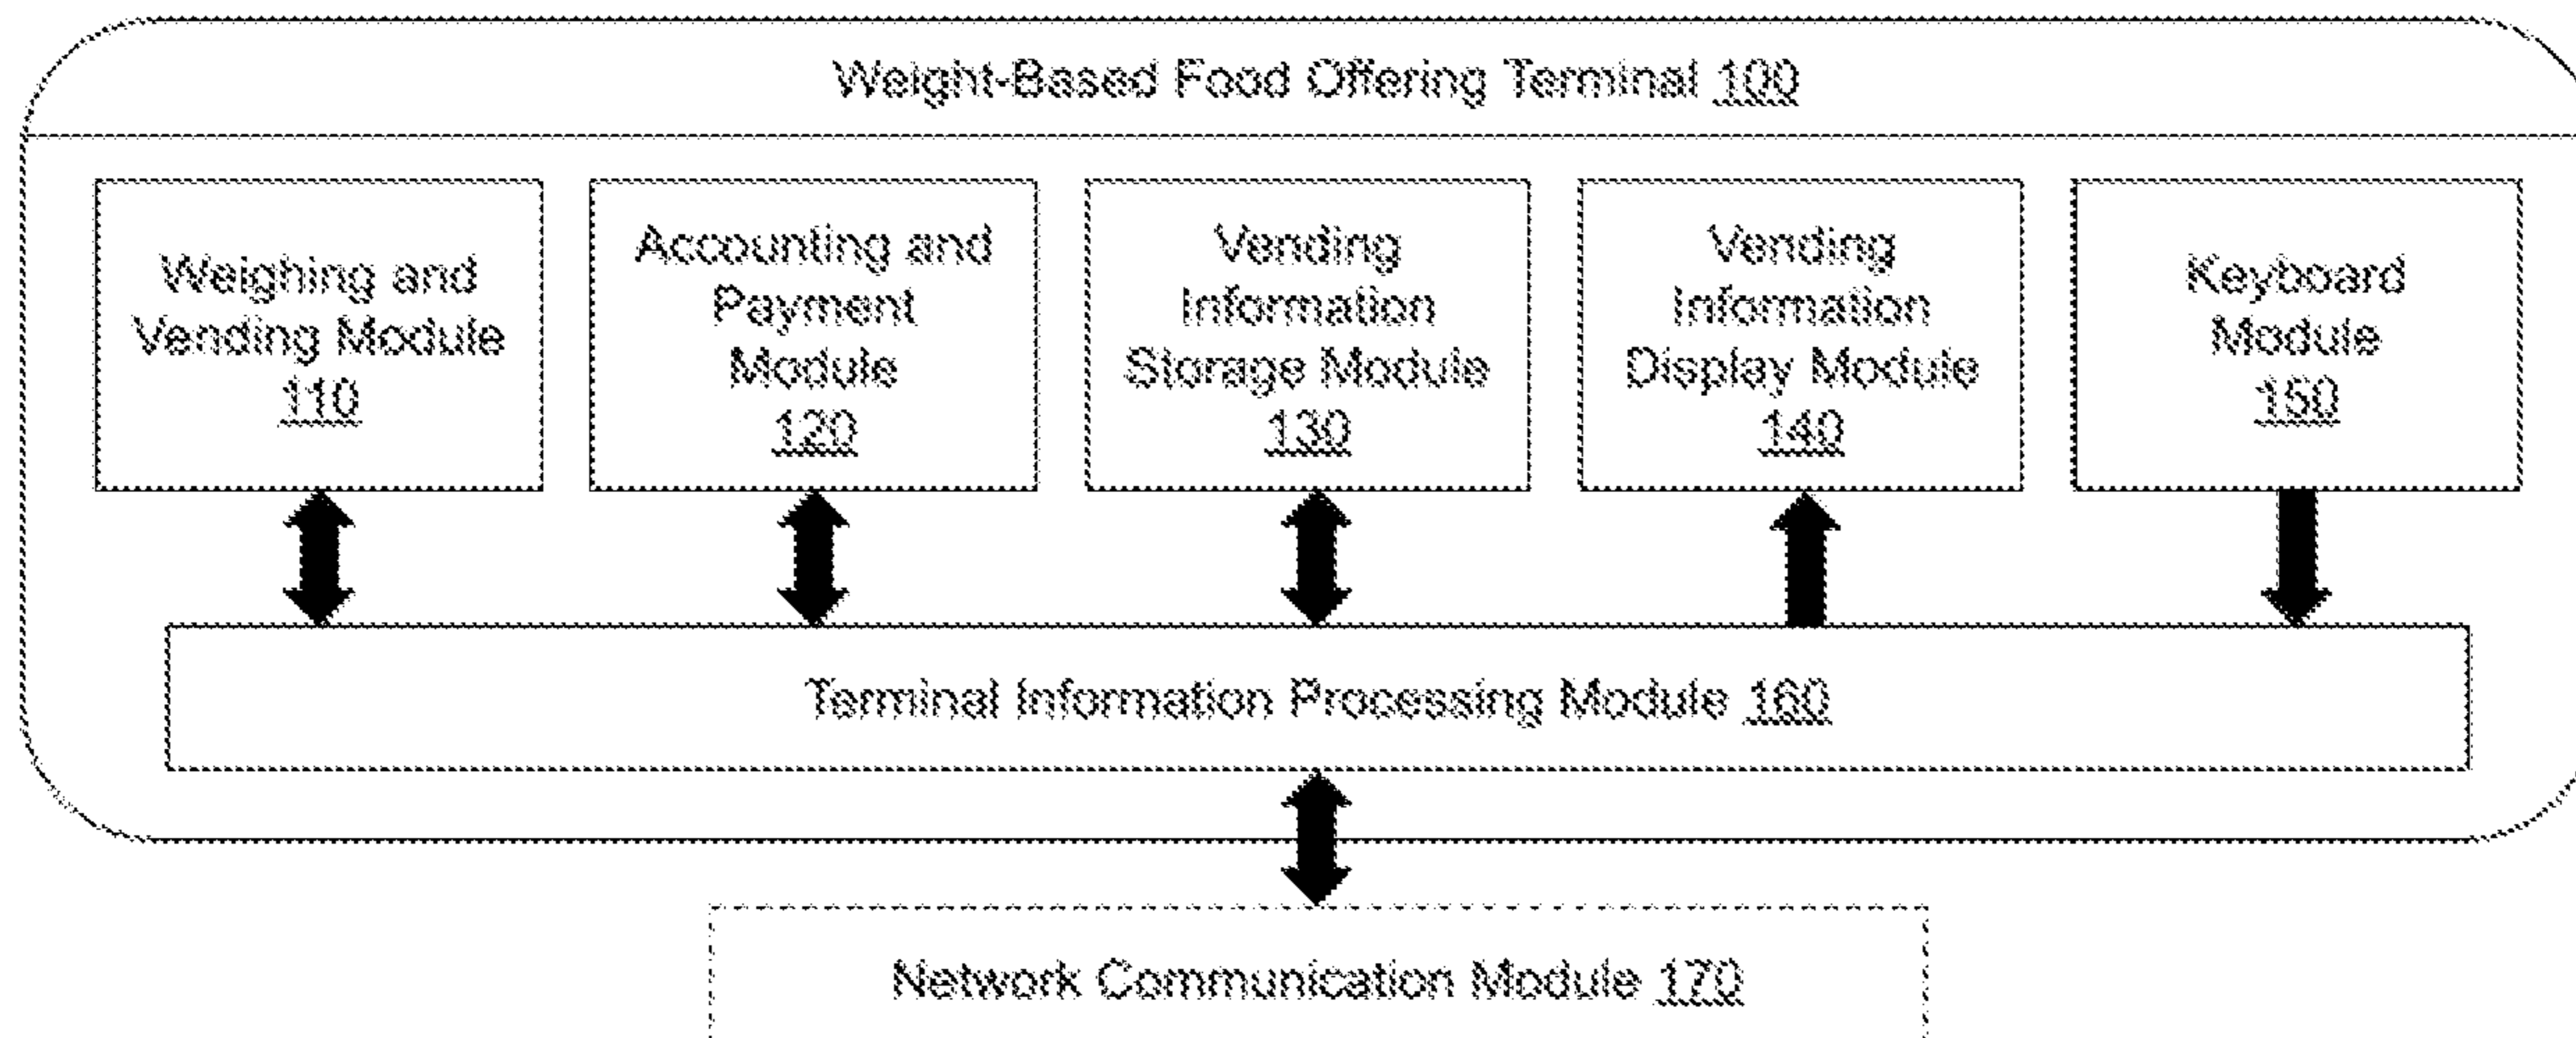 Weight-Based Food Offering Terminal 100
Weighing and
Vending Module
110
Accounting and
Payment
Module
120
Vending
Information
Storage Module
130
Vending
Information
Display Module
140
Keyboard
Module
150
Terminal Information Processing Module 160
Network Communication Module 170